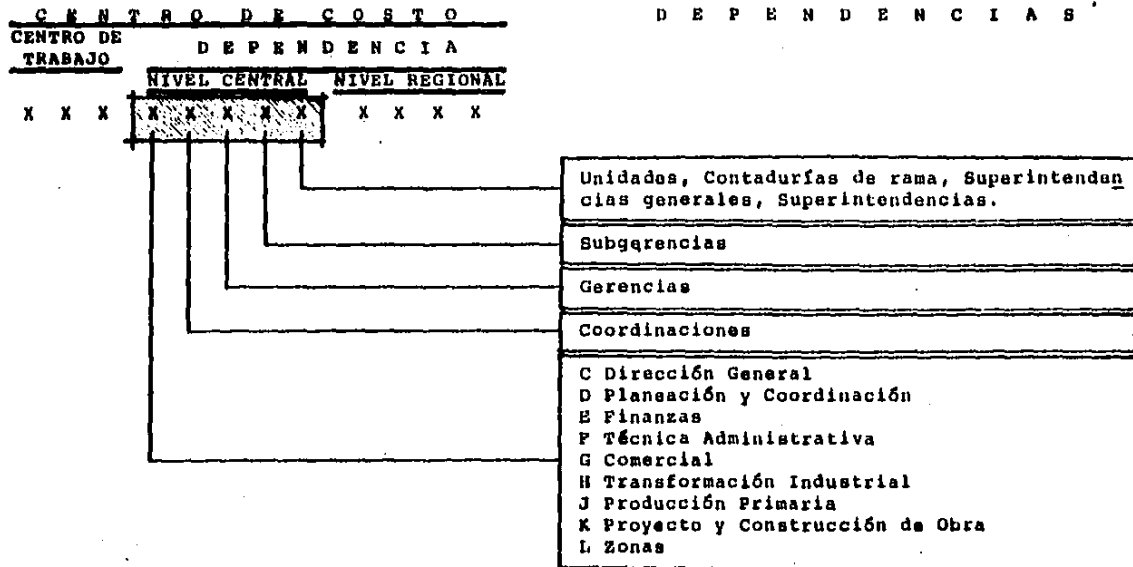 C E N T R O D E C O S T O
D E P E N D E N C I A S
CENTRO DE
TRABAJO
D E P E N D E N C I A
NIVEL CENTRAL
NIVEL REGIONAL
X X X X X X X X X X X X
Unidades, Contadurías de rama, Superintenden
cias generales, Superintendencias.
Subgerencias
Gerencias
Coordinaciones
C Dirección General
D Planeación y Coordinación
E Finanzas
F Técnica Administrativa
G Comercial
H Transformación Industrial
J Producción Primaria
K Proyecto y Construcción de Obra
L Zonas